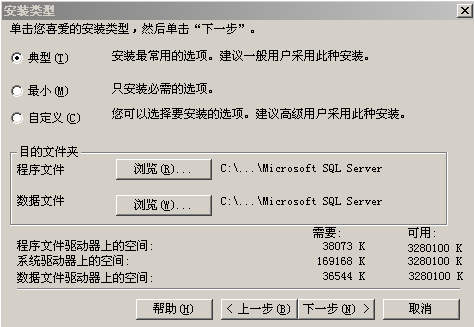 安装类型
单击您喜爱的安装类型，然后单击“下一步”。
典型(T) 安装最常用的选项。建议一般用户采用此种安装。
最小(M) 只安装必需的选项。
自定义(C) 您可以选择要安装的选项。建议高级用户采用此种安装。
目的文件夹
程序文件 浏览(R)... C:\...\Microsoft SQL Server
数据文件 浏览(W)... C:\...\Microsoft SQL Server
需要: 可用:
程序文件驱动器上的空间: 38073 K 3280100 K
系统驱动器上的空间: 169168 K 3280100 K
数据文件驱动器上的空间: 36544 K 3280100 K
帮助(H) < 上一步(B) 下一步(N) > 取消